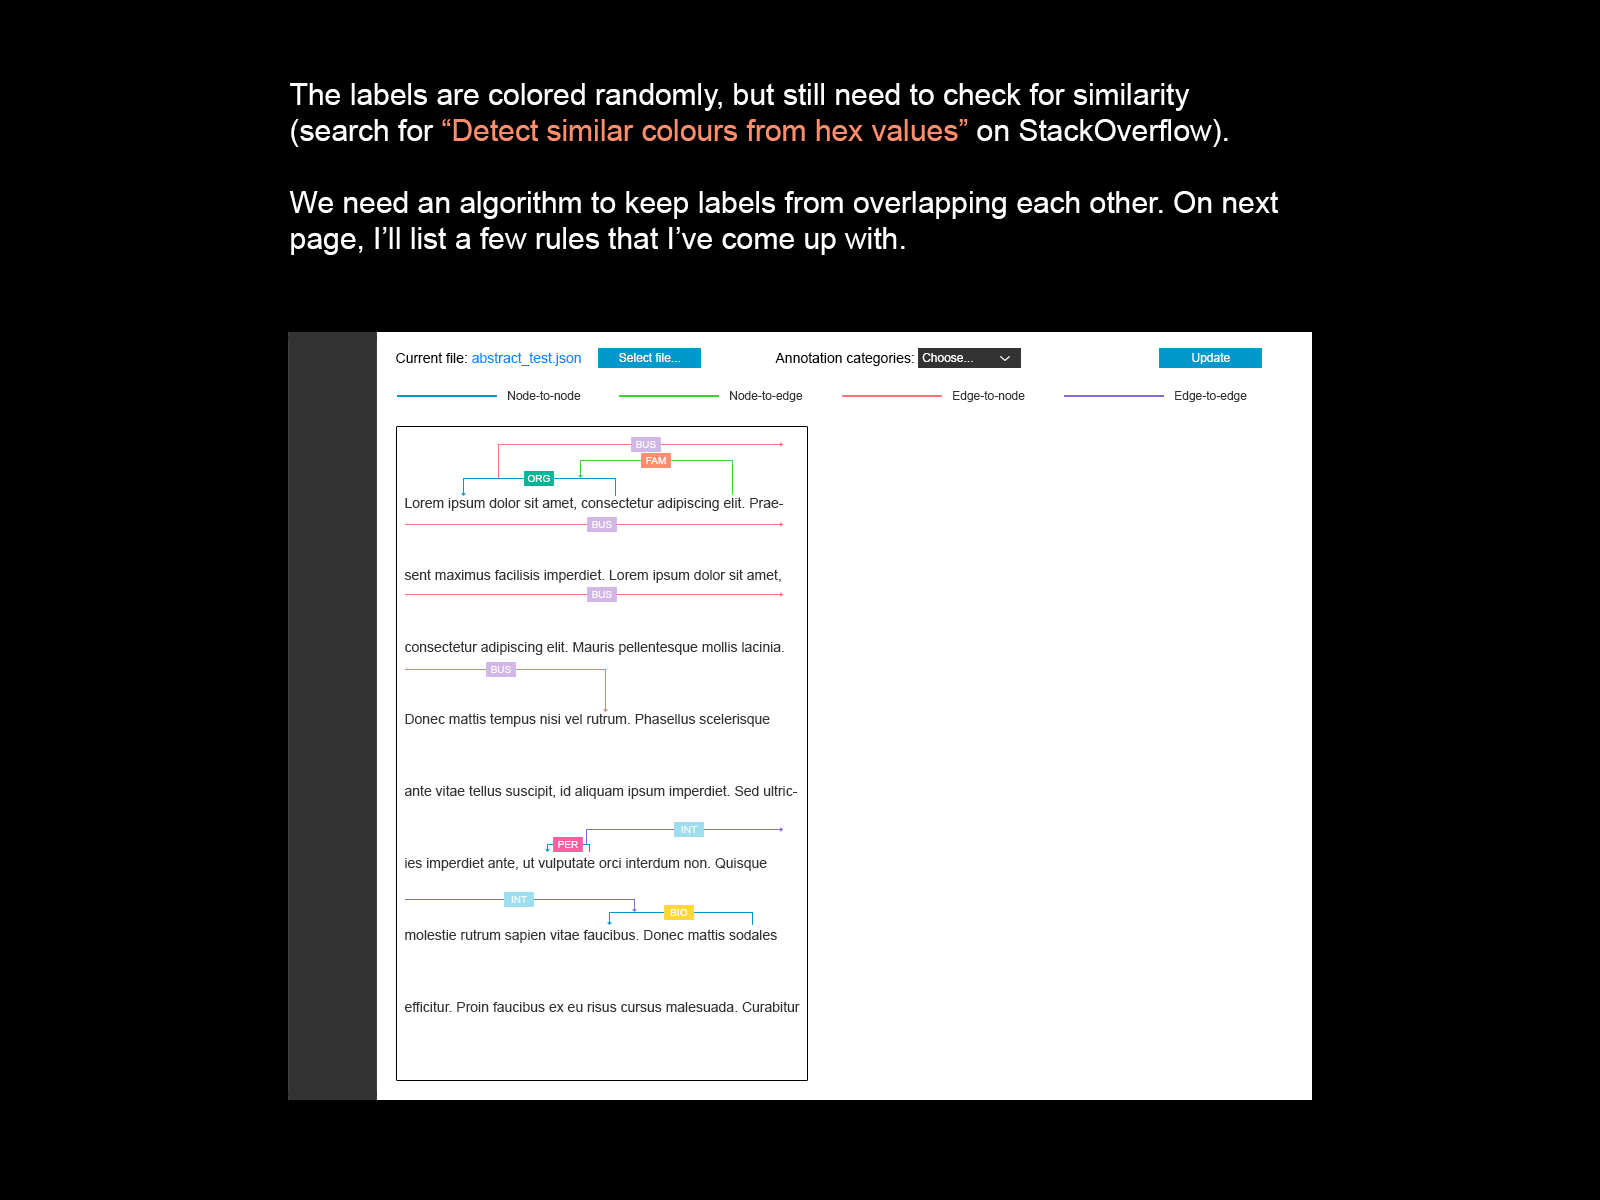 The labels are colored randomly, but still need to check for similarity
(search for “Detect similar colours from hex values” on StackOverflow).
We need an algorithm to keep labels from overlapping each other. On next
page, I’ll list a few rules that I’ve come up with.
Current file: abstract_test.json Select file... Annotation categories: Choose... Update
Node-to-node Node-to-edge Edge-to-node Edge-to-edge
BUS
FAM
ORG
Lorem ipsum dolor sit amet, consectetur adipiscing elit. Prae-
BUS
sent maximus facilisis imperdiet. Lorem ipsum dolor sit amet,
BUS
consectetur adipiscing elit. Mauris pellentesque mollis lacinia.
BUS
Donec mattis tempus nisi vel rutrum. Phasellus scelerisque
ante vitae tellus suscipit, id aliquam ipsum imperdiet. Sed ultric-
INT
PER
ies imperdiet ante, ut vulputate orci interdum non. Quisque
INT
BIO
molestie rutrum sapien vitae faucibus. Donec mattis sodales
efficitur. Proin faucibus ex eu risus cursus malesuada. Curabitur